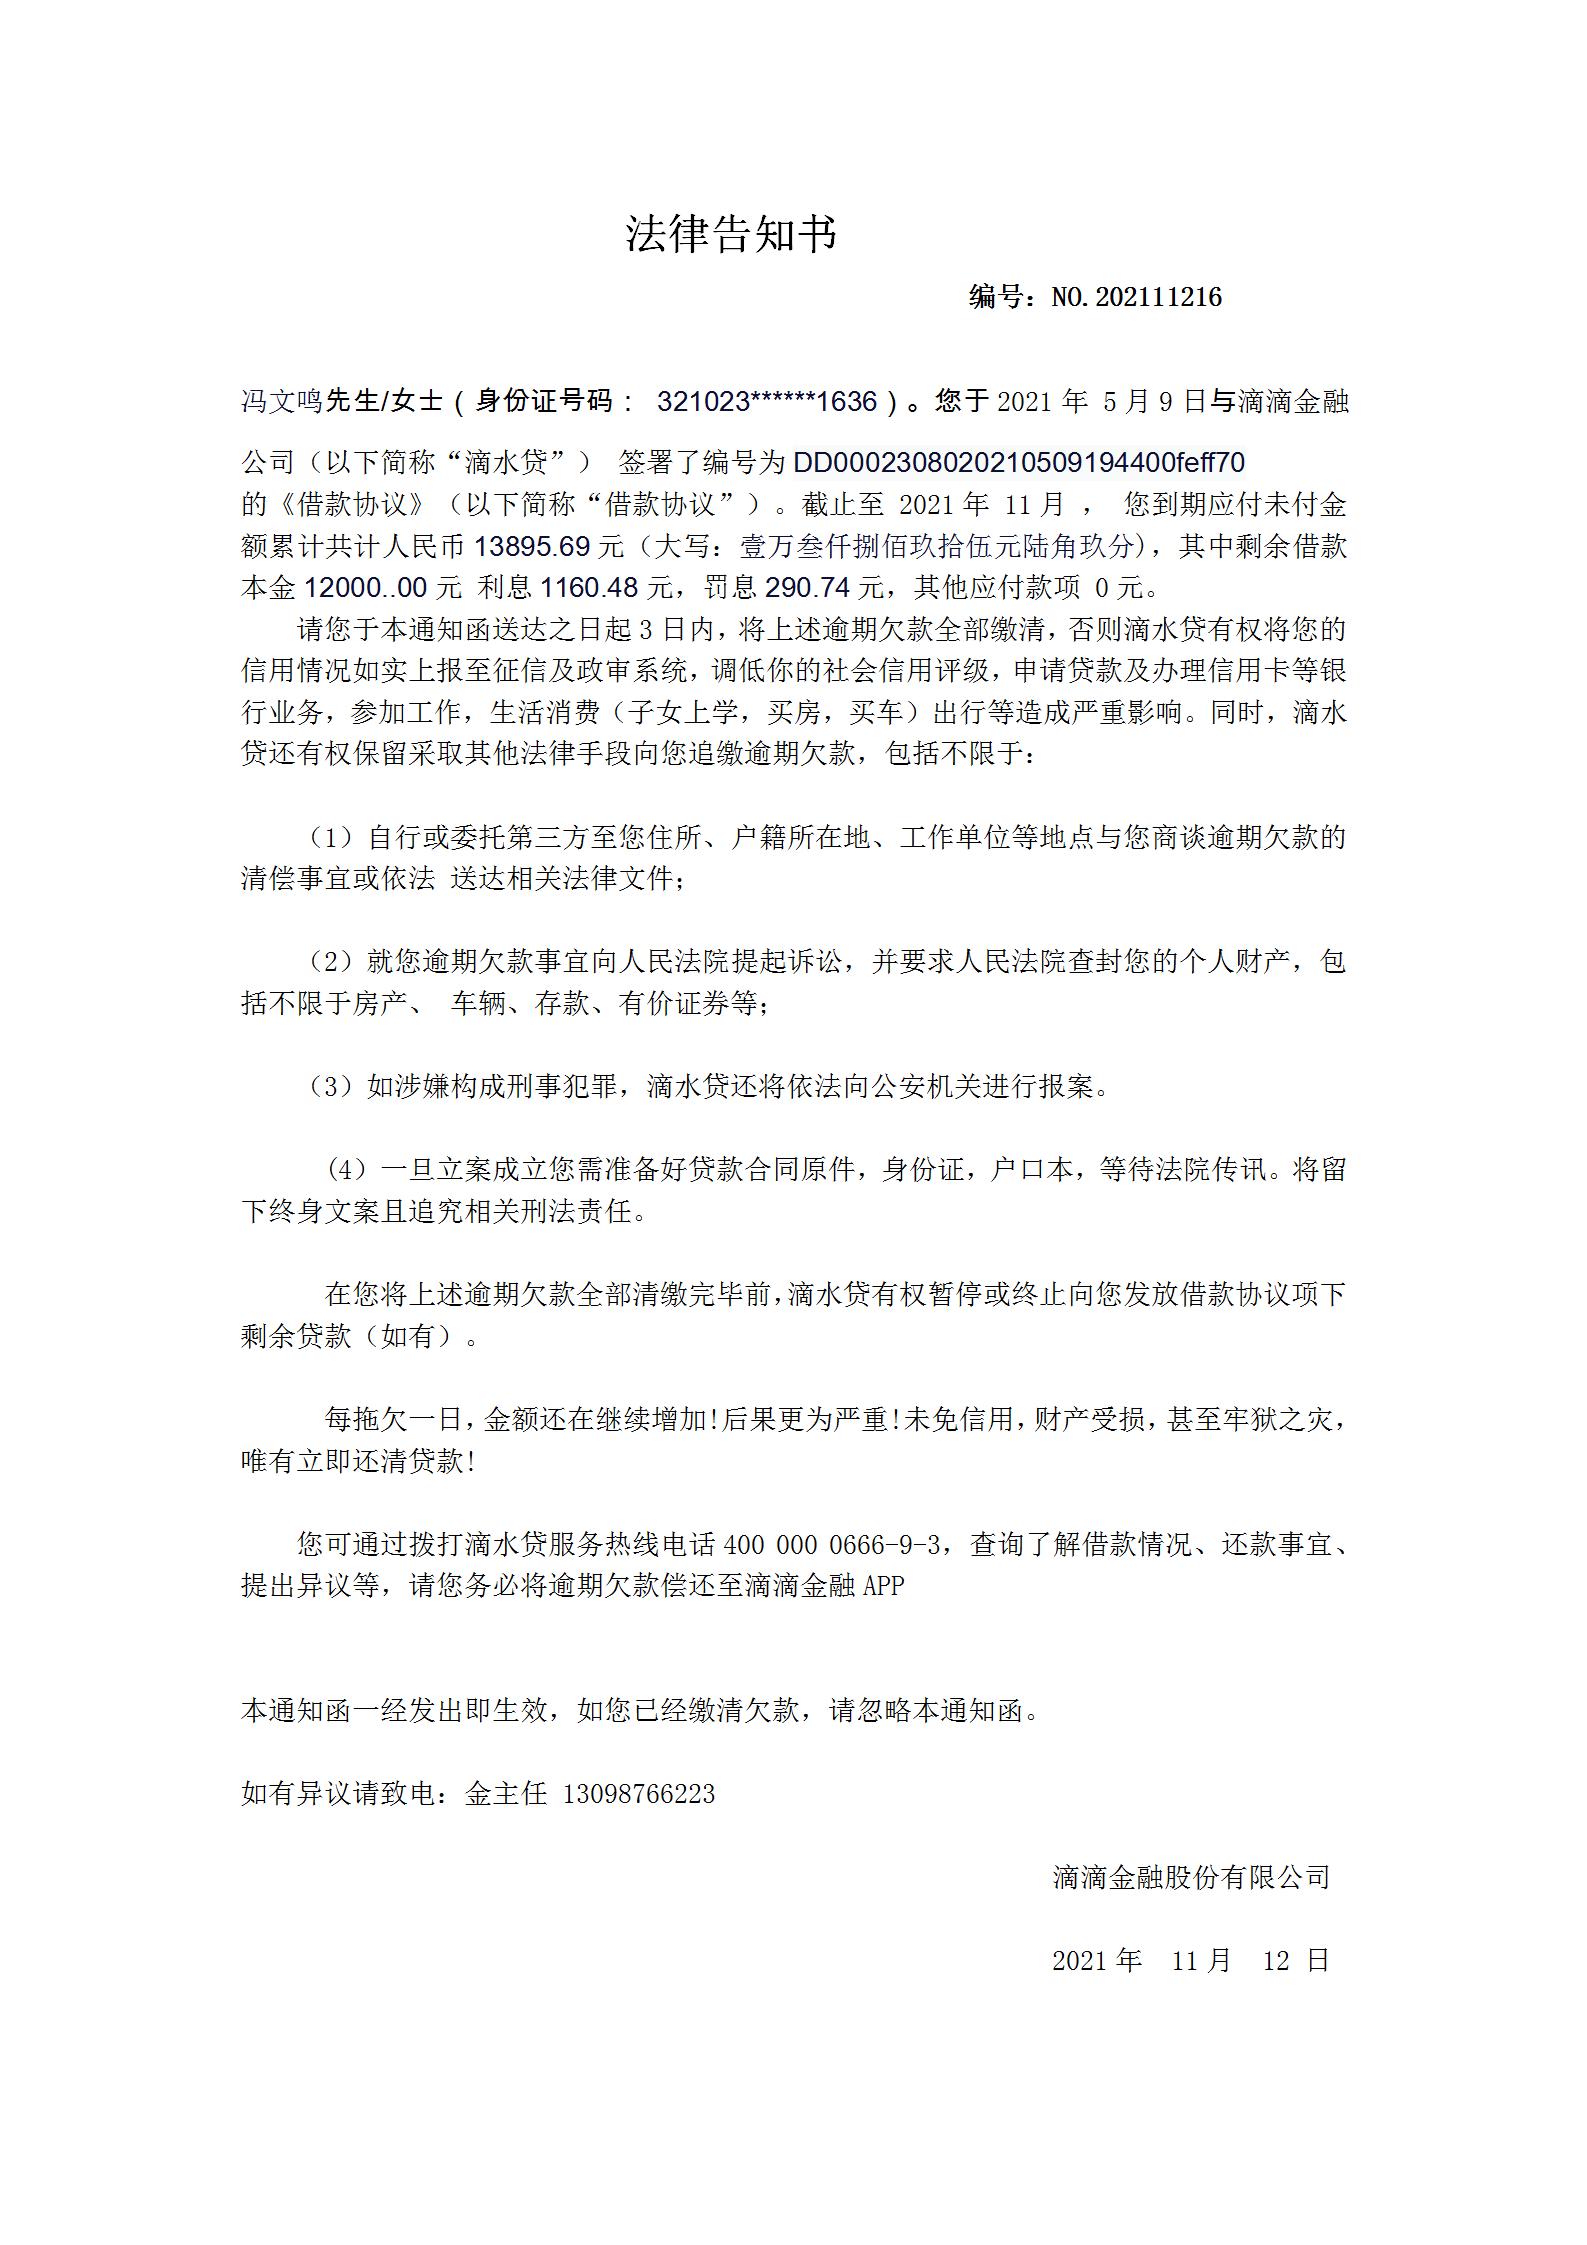 法律告知书
编号：NO.202111216
冯文鸣先生/女士（身份证号码： 321023******1636）。您于2021年 5月9日与滴滴金融
公司（以下简称“滴水贷”） 签署了编号为DD0002308020210509194400feff70
的《借款协议》（以下简称“借款协议”）。截止至 2021年 11月 ， 您到期应付未付金
额累计共计人民币13895.69元（大写：壹万叁仟捌佰玖拾伍元陆角玖分)，其中剩余借款
本金12000..00元 利息1160.48元，罚息290.74元，其他应付款项 0元。
请您于本通知函送达之日起3日内，将上述逾期欠款全部缴清，否则滴水贷有权将您的
信用情况如实上报至征信及政审系统，调低你的社会信用评级，申请贷款及办理信用卡等银
行业务，参加工作，生活消费（子女上学，买房，买车）出行等造成严重影响。同时，滴水
贷还有权保留采取其他法律手段向您追缴逾期欠款，包括不限于：
（1）自行或委托第三方至您住所、户籍所在地、工作单位等地点与您商谈逾期欠款的
清偿事宜或依法 送达相关法律文件；
（2）就您逾期欠款事宜向人民法院提起诉讼，并要求人民法院查封您的个人财产，包
括不限于房产、 车辆、存款、有价证券等；
（3）如涉嫌构成刑事犯罪，滴水贷还将依法向公安机关进行报案。
(4）一旦立案成立您需准备好贷款合同原件，身份证，户口本，等待法院传讯。将留
下终身文案且追究相关刑法责任。
在您将上述逾期欠款全部清缴完毕前，滴水贷有权暂停或终止向您发放借款协议项下
剩余贷款（如有）。
每拖欠一日，金额还在继续增加!后果更为严重!未免信用，财产受损，甚至牢狱之灾，
唯有立即还清贷款!
您可通过拨打滴水贷服务热线电话400 000 0666-9-3，查询了解借款情况、还款事宜、
提出异议等，请您务必将逾期欠款偿还至滴滴金融APP
本通知函一经发出即生效，如您已经缴清欠款，请忽略本通知函。
如有异议请致电：金主任 13098766223
滴滴金融股份有限公司
2021年 11月 12 日